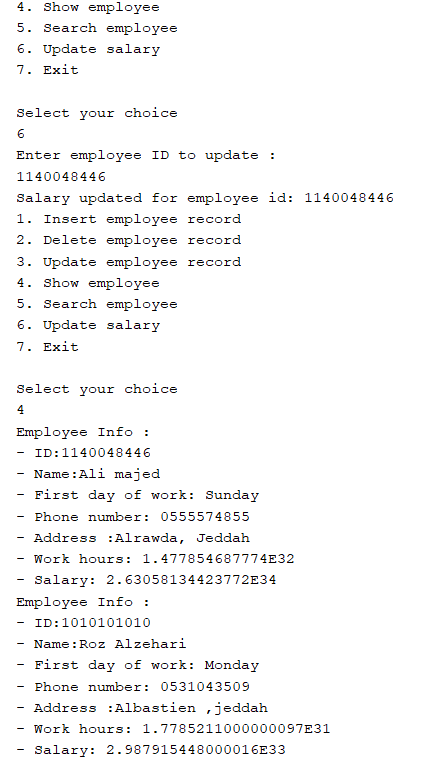 4. Show employee
5. Search employee
6. Update salary
7. Exit
Select your choice
6
Enter employee ID to update :
1140048446
Salary updated for employee id: 1140048446
1. Insert employee record
2. Delete employee record
3. Update employee record
4. Show employee
5. Search employee
6. Update salary
7. Exit
Select your choice
4
Employee Info :
- ID:1140048446
- Name:Ali majed
- First day of work: Sunday
- Phone number: 0555574855
- Address :Alrawda, Jeddah
- Work hours: 1.477854687774E32
- Salary: 2.63058134423772E34
Employee Info :
- ID:1010101010
- Name:Roz Alzehari
- First day of work: Monday
- Phone number: 0531043509
- Address :Albastien ,jeddah
- Work hours: 1.7785211000000097E31
- Salary: 2.987915448000016E33